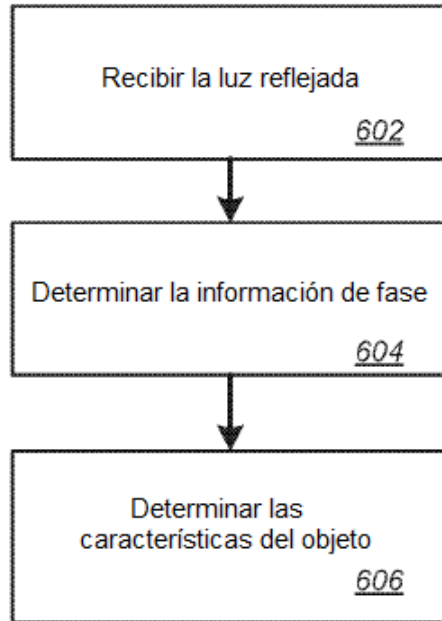 Recibir la luz reflejada
602
Determinar la información de fase
604
Determinar las
características del objeto
606